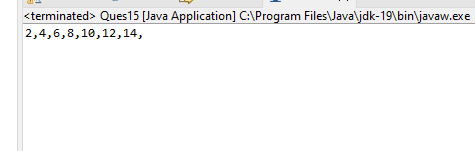 <terminated> Ques15 [Java Application] C:\Program Files\Java\jdk-19\bin\javaw.exe
2,4,6,8,10,12,14,